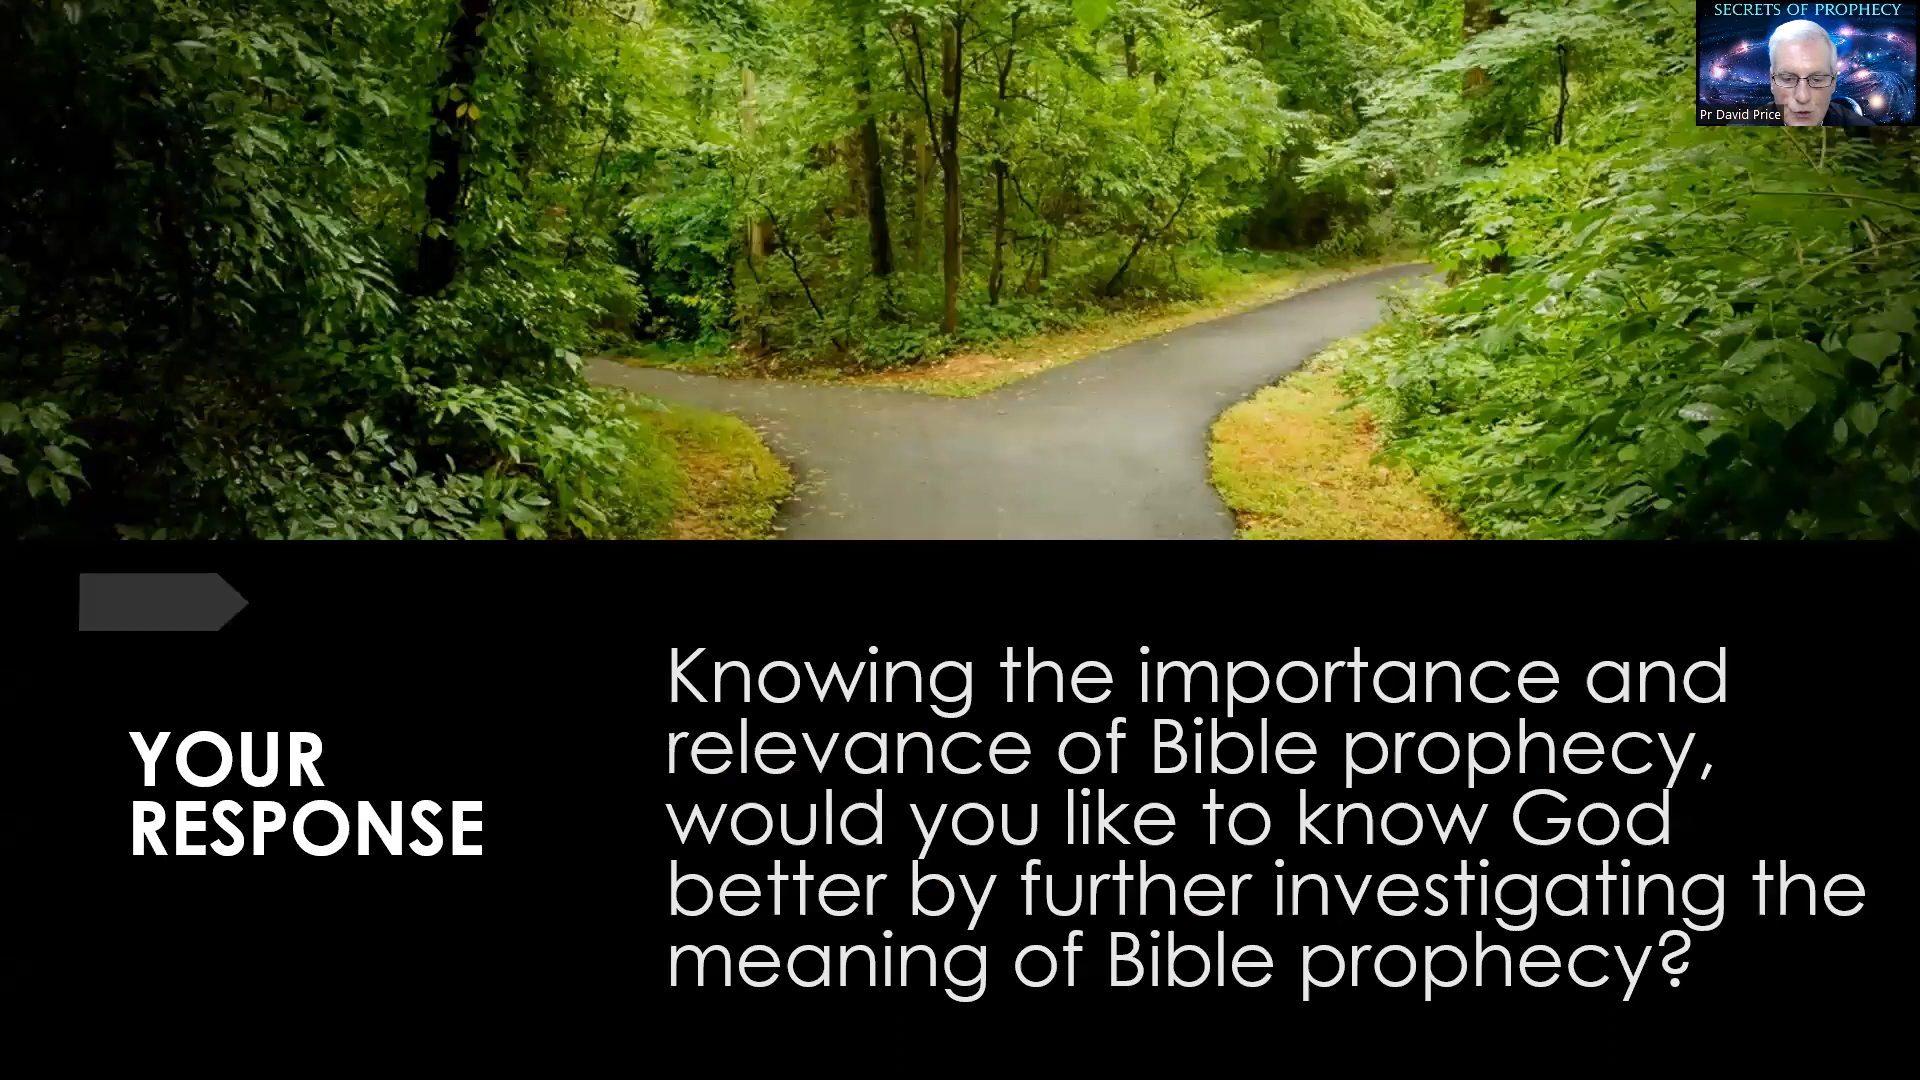 SECRETS OF PROPHECY
Pr David Price
YOUR
RESPONSE
Knowing the importance and
relevance of Bible prophecy,
would you like to know God
better by further investigating the
meaning of Bible prophecy?